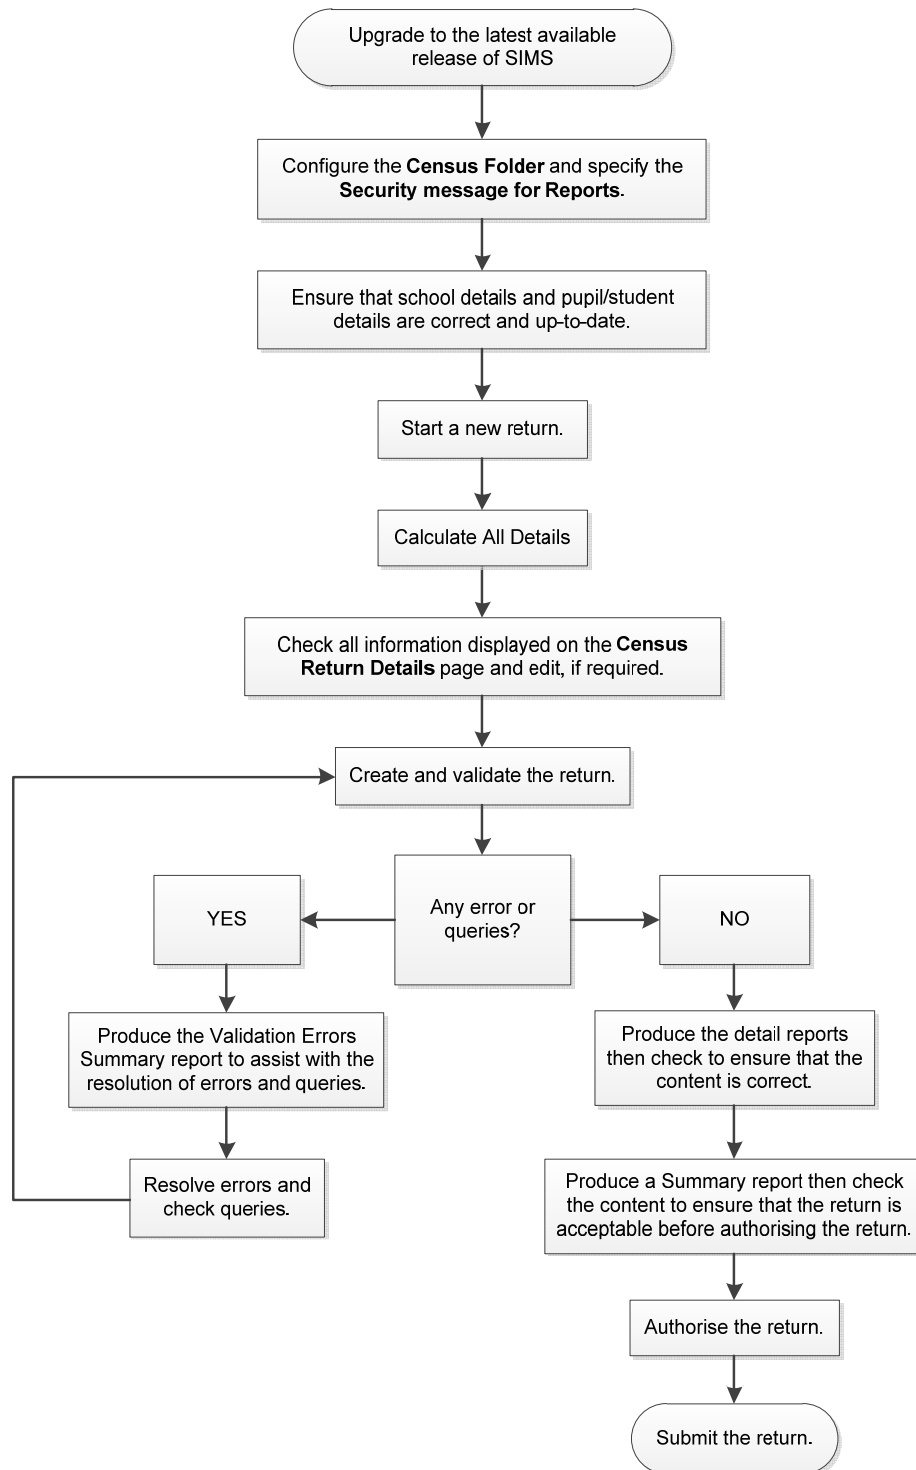 Upgrade to the latest available
release of SIMS
Configure the Census Folder and specify the
Security message for Reports.
Ensure that school details and pupil/student
details are correct and up-to-date.
Start a new return.
Calculate All Details
Check all information displayed on the Census
Return Details page and edit, if required.
Create and validate the return.
Any error or
queries?
YES
NO
Produce the Validation Errors
Summary report to assist with the
resolution of errors and queries.
Produce the detail reports
then check to ensure that the
content is correct.
Resolve errors and
check queries.
Produce a Summary report then check
the content to ensure that the return is
acceptable before authorising the return.
Authorise the return.
Submit the return.